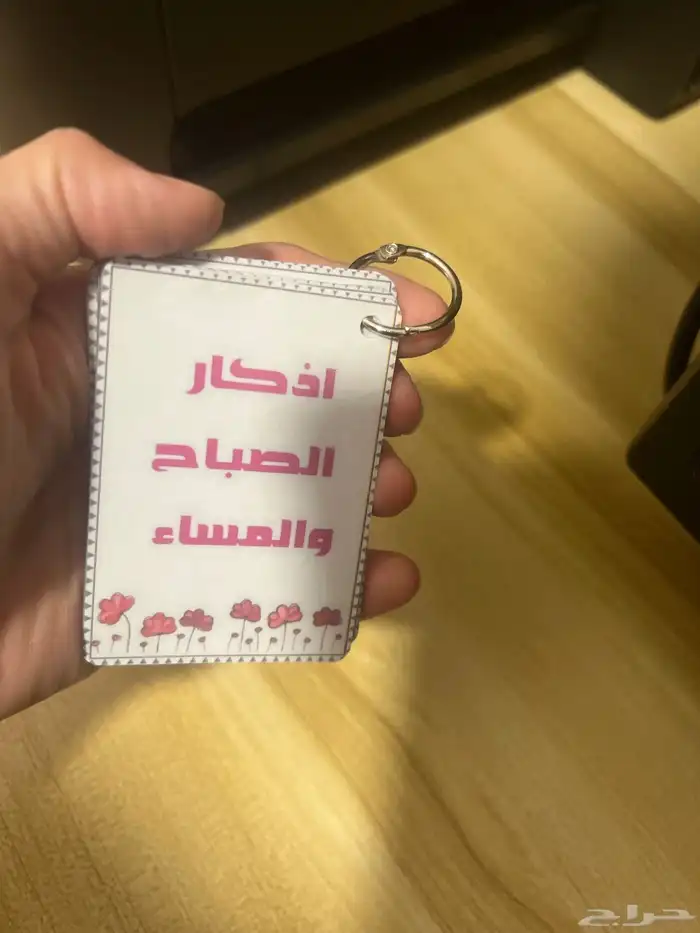 اذكار
الصباح
والمساء
حراج